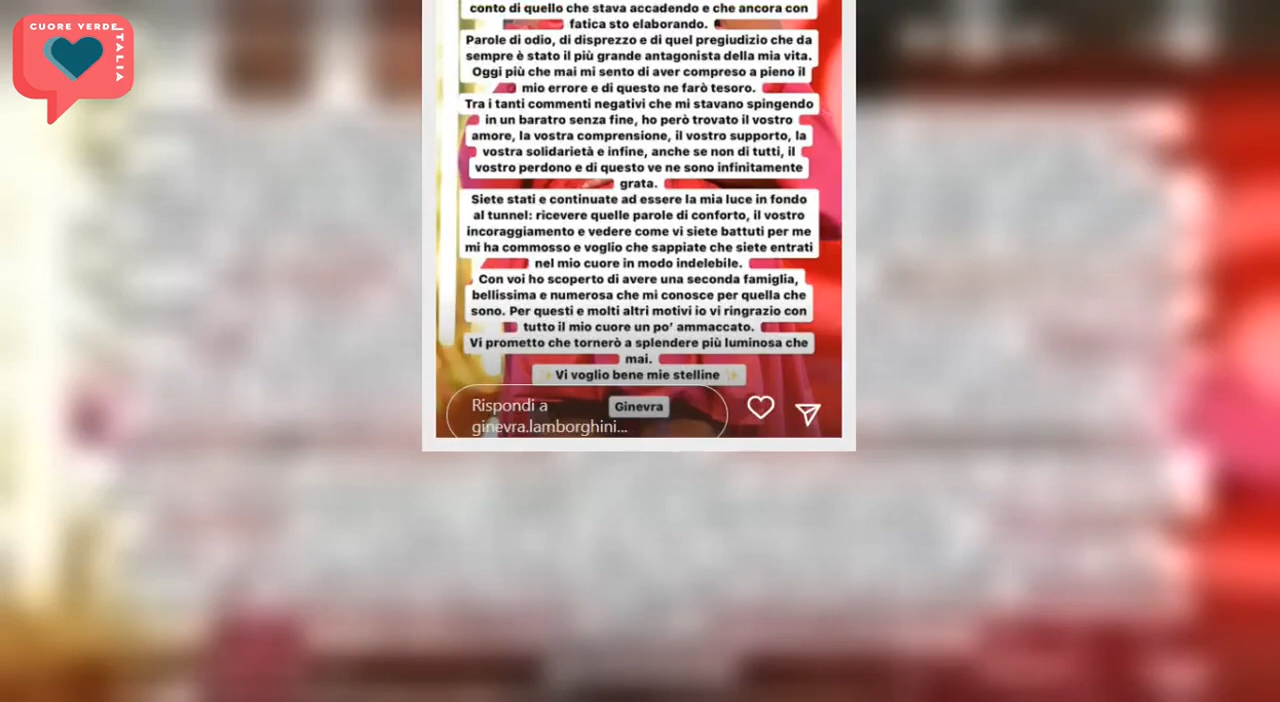 CUORE VERDE
ITALIA
conto di quello che stava accadendo e che ancora con
fatica sto elaborando.
Parole di odio, di disprezzo e di quel pregiudizio che da
sempre è stato il più grande antagonista della mia vita.
Oggi più che mai mi sento di aver compreso a pieno il
mio errore e di questo ne farò tesoro.
Tra i tanti commenti negativi che mi stavano spingendo
in un baratro senza fine, ho però trovato il vostro
amore, la vostra comprensione, il vostro supporto, la
vostra solidarietà e infine, anche se non di tutti, il
vostro perdono e di questo ve ne sono infinitamente
grata.
Siete stati e continuate ad essere la mia luce in fondo
al tunnel: ricevere quelle parole di conforto, il vostro
incoraggiamento e vedere come vi siete battuti per me
mi ha commosso e voglio che sappiate che siete entrati
nel mio cuore in modo indelebile.
Con voi ho scoperto di avere una seconda famiglia,
bellissima e numerosa che mi conosce per quella che
sono. Per questi e molti altri motivi io vi ringrazio con
tutto il mio cuore un po' ammaccato.
Vi prometto che tornerò a splendere più luminosa che
mai.
✨ Vi voglio bene mie stelline ✨
Ginevra
Rispondi a
ginevra.lamborghini...